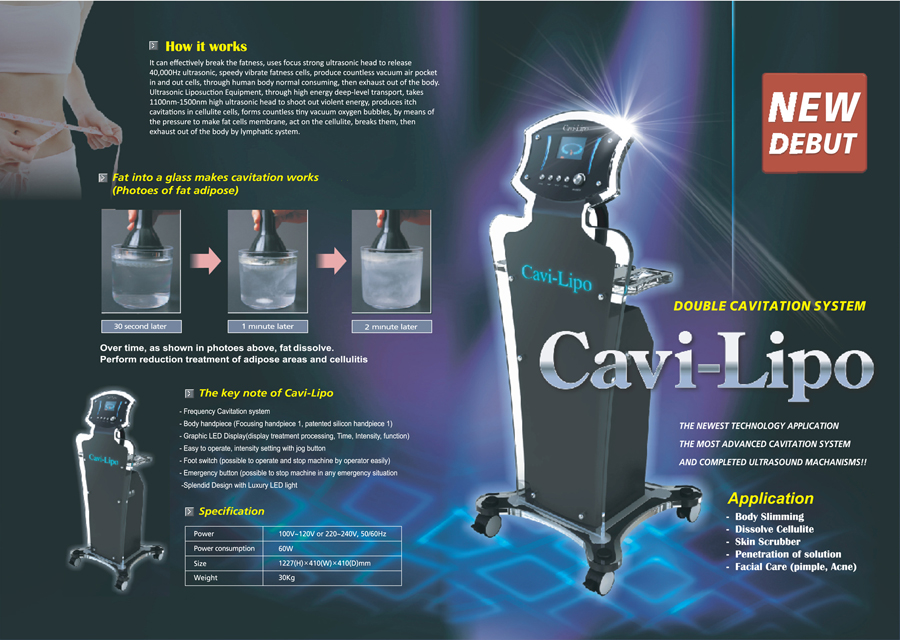 How it works
It can effectively break the fatness, uses focus strong ultrasonic head to release
40,000Hz ultrasonic, speedy vibrate fatness cells, produce countless vacuum air pocket
in and out cells, through human body normal consuming, then exhaust out of the body.
Ultrasonic Liposuction Equipment, through high energy deep-level transport, takes
1100nm-1500nm high ultrasonic head to shoot out violent energy, produces itch
cavitations in cellulite cells, forms countless tiny vacuum oxygen bubbles, by means of
the pressure to make fat cells membrane, act on the cellulite, breaks them, then
exhaust out of the body by lymphatic system.
Fat into a glass makes cavitation works
(Photoes of fat adipose)
30 second later
1 minute later
2 minute later
Over time, as shown in photoes above, fat dissolve.
Perform reduction treatment of adipose areas and cellulitis
Cavi-Lipo
The key note of Cavi-Lipo
- Frequency Cavitation system
- Body handpiece (Focusing handpiece 1, patented silicon handpiece 1)
- Graphic LED Display(display treatment processing, Time, Intensity, function)
- Easy to operate, intensity setting with jog button
- Foot switch (possible to operate and stop machine by operator easily)
- Emergency button (possible to stop machine in any emergency situation
-Splendid Design with Luxury LED light
Specification
Power 100V~120V or 220~240V, 50/60Hz
Power consumption 60W
Size 1227(H)×410(W)×410(D)mm
Weight 30Kg
NEW
DEBUT
Cavi-Lipo
Cavi-Lipo
DOUBLE CAVITATION SYSTEM
Cavi-Lipo
THE NEWEST TECHNOLOGY APPLICATION
THE MOST ADVANCED CAVITATION SYSTEM
AND COMPLETED ULTRASOUND MACHANISMS!!
Application
- Body Slimming
- Dissolve Cellulite
- Skin Scrubber
- Penetration of solution
- Facial Care (pimple, Acne)